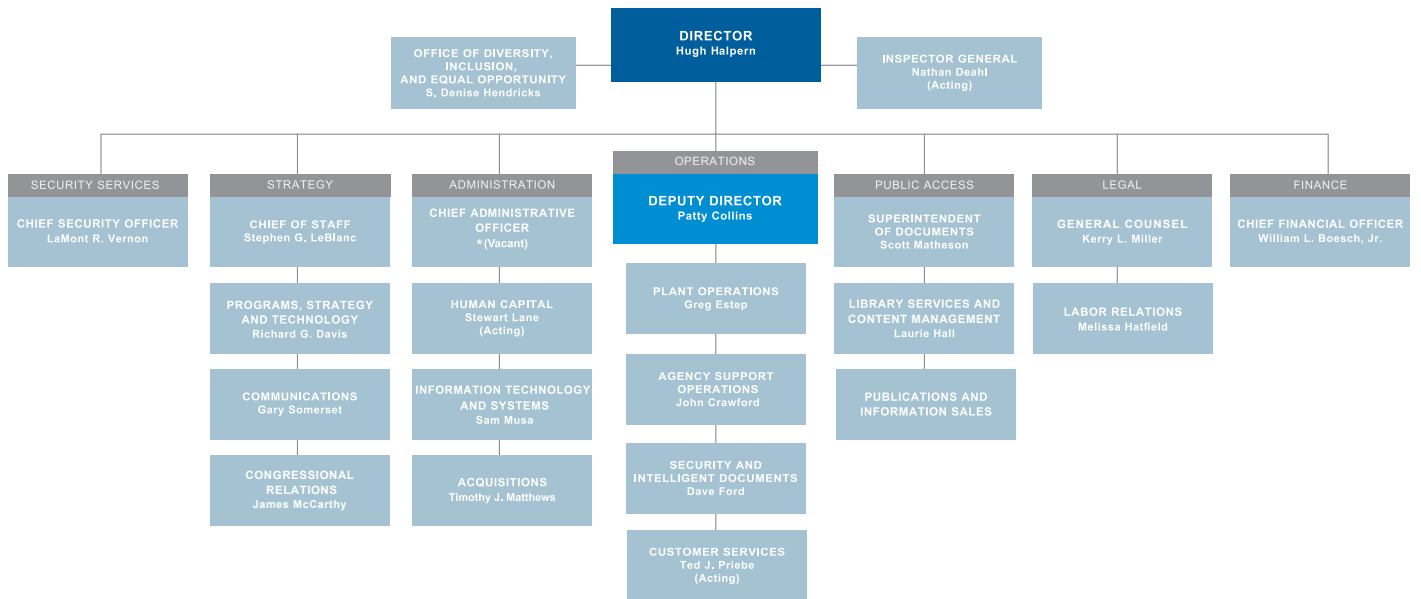 DIRECTOR
Hugh Halpern
OFFICE OF DIVERSITY,
INCLUSION,
AND EQUAL OPPORTUNITY
S. Denise Hendricks
INSPECTOR GENERAL
Nathan Deahl
(Acting)
SECURITY SERVICES
CHIEF SECURITY OFFICER
LaMont R. Vernon
STRATEGY
CHIEF OF STAFF
Stephen G. LeBlanc
PROGRAMS, STRATEGY
AND TECHNOLOGY
Richard G. Davis
COMMUNICATIONS
Gary Somerset
CONGRESSIONAL
RELATIONS
James McCarthy
ADMINISTRATION
CHIEF ADMINISTRATIVE
OFFICER
*(Vacant)
HUMAN CAPITAL
Stewart Lane
(Acting)
INFORMATION TECHNOLOGY
AND SYSTEMS
Sam Musa
ACQUISITIONS
Timothy J. Matthews
OPERATIONS
DEPUTY DIRECTOR
Patty Collins
PLANT OPERATIONS
Greg Estep
AGENCY SUPPORT
OPERATIONS
John Crawford
SECURITY AND
INTELLIGENT DOCUMENTS
Dave Ford
CUSTOMER SERVICES
Ted J. Priebe
(Acting)
PUBLIC ACCESS
SUPERINTENDENT
OF DOCUMENTS
Scott Matheson
LIBRARY SERVICES AND
CONTENT MANAGEMENT
Laurie Hall
PUBLICATIONS AND
INFORMATION SALES
LEGAL
GENERAL COUNSEL
Kerry L. Miller
LABOR RELATIONS
Melissa Hatfield
FINANCE
CHIEF FINANCIAL OFFICER
William L. Boesch, Jr.